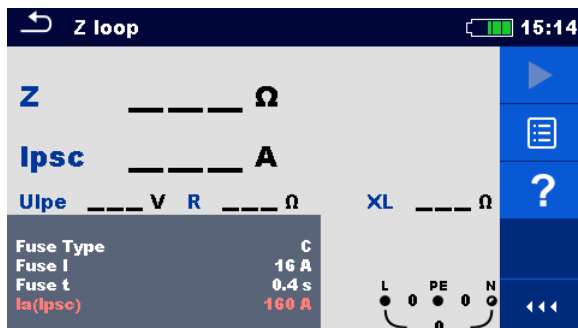 Z loop 15:14
Z ___ Ω
Ipsc ___ A
Ulpe ___ V R ___ Ω XL ___ Ω
?
Fuse Type C
Fuse I 16 A
Fuse t 0.4 s
Ia(Ipsc) 160 A
L PE N
0 0
0